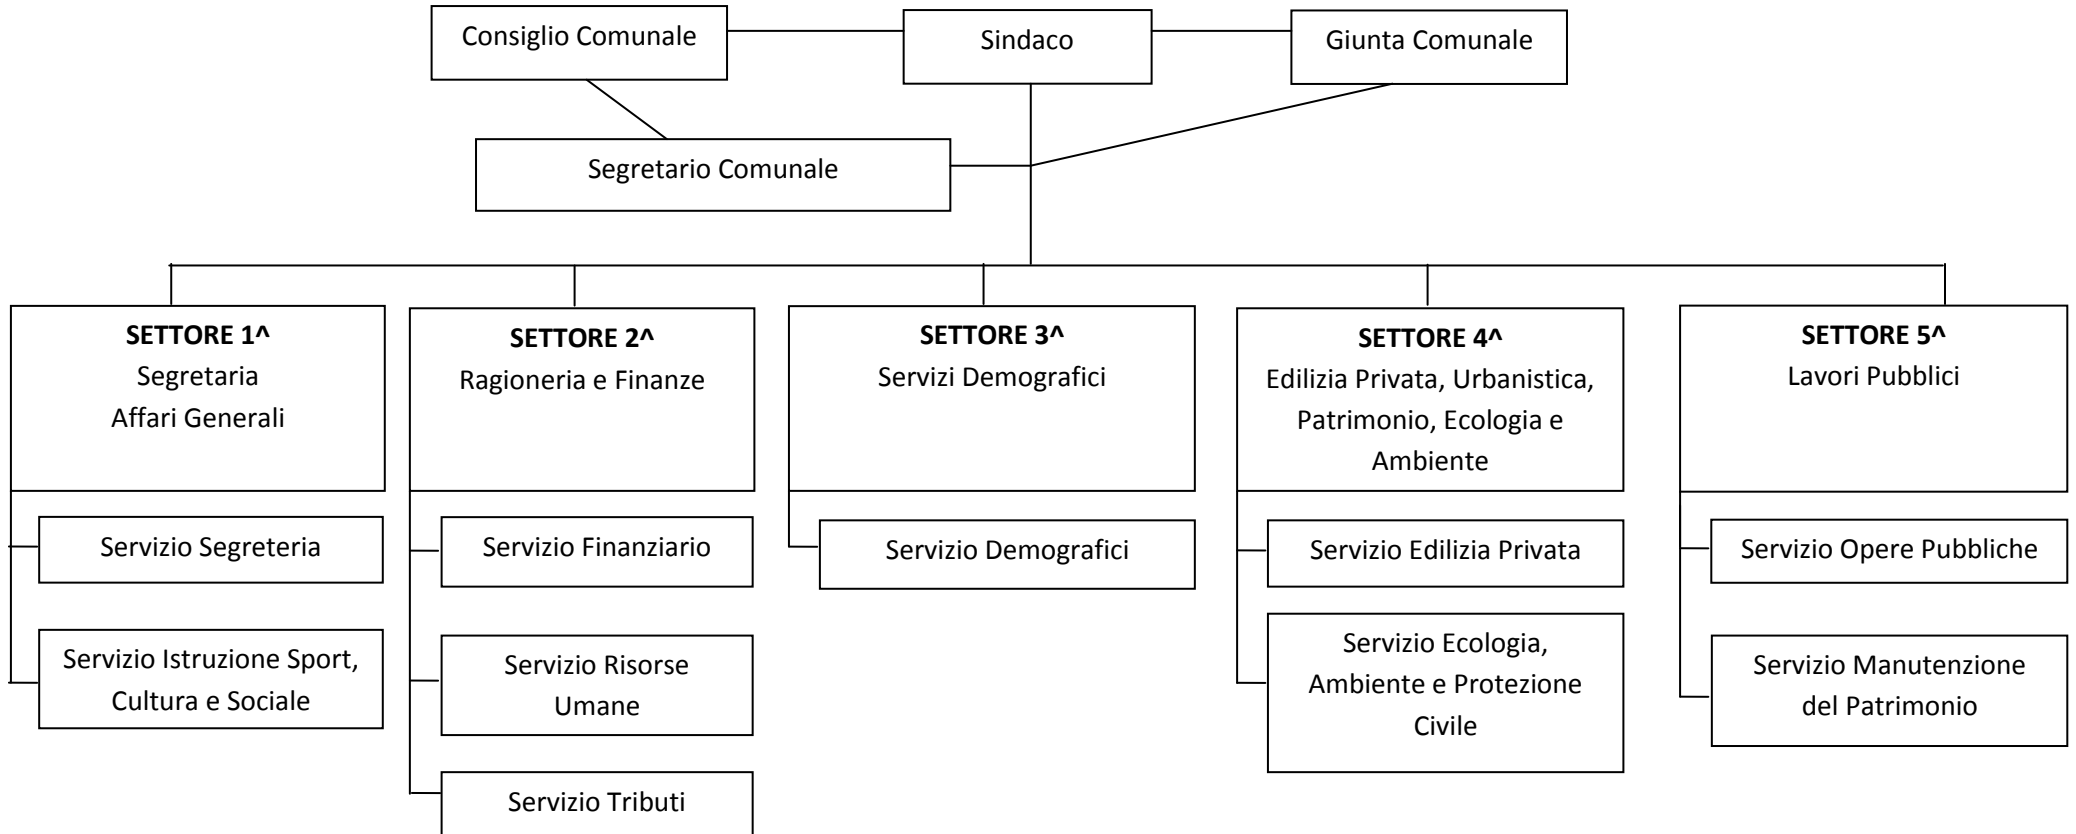 Consiglio Comunale
Sindaco
Giunta Comunale
Segretario Comunale
SETTORE 1^
Segretaria
Affari Generali
SETTORE 2^
Ragioneria e Finanze
SETTORE 3^
Servizi Demografici
SETTORE 4^
Edilizia Privata, Urbanistica,
Patrimonio, Ecologia e
Ambiente
SETTORE 5^
Lavori Pubblici
Servizio Segreteria
Servizio Istruzione Sport,
Cultura e Sociale
Servizio Finanziario
Servizio Risorse
Umane
Servizio Tributi
Servizio Demografici
Servizio Edilizia Privata
Servizio Ecologia,
Ambiente e Protezione
Civile
Servizio Opere Pubbliche
Servizio Manutenzione
del Patrimonio